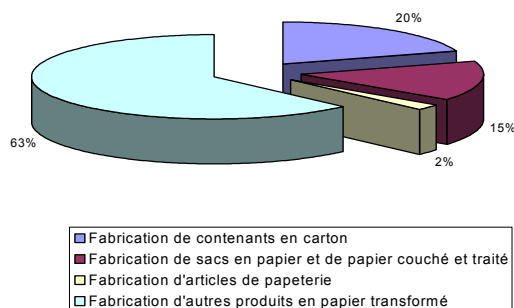 20%
63%
15%
2%
Fabrication de contenants en carton
Fabrication de sacs en papier et de papier couché et traité
Fabrication d'articles de papeterie
Fabrication d'autres produits en papier transformé